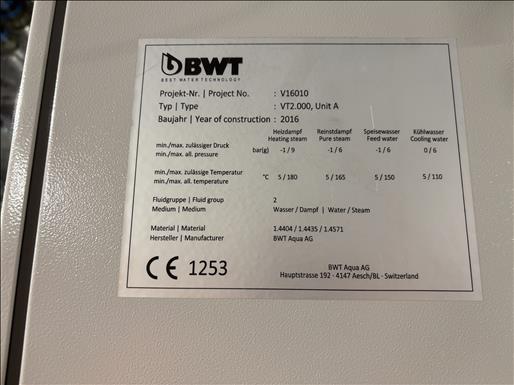 BWT
BEST WATER TECHNOLOGY
Projekt-Nr. | Project No. : V16010
Typ | Type : VT2.000, Unit A
Baujahr | Year of construction : 2016
Heizdampf Reinstdampf Speisewasser Kühlwasser
Heating steam Pure steam Feed water Cooling water
min./max. zulässiger Druck
min./max. all. pressure bar(g) -1/9 -1/6 -1/6 0/6
min./max. zulässige Temperatur
min./max. all. temperature °C 5/180 5/165 5/150 5/110
Fluidgruppe | Fluid group 2
Medium | Medium Wasser / Dampf | Water / Steam
Material | Material 1.4404 / 1.4435 / 1.4571
Hersteller | Manufacturer BWT Aqua AG
CE 1253
BWT Aqua AG
Hauptstrasse 192 - 4147 Aesch/BL - Switzerland